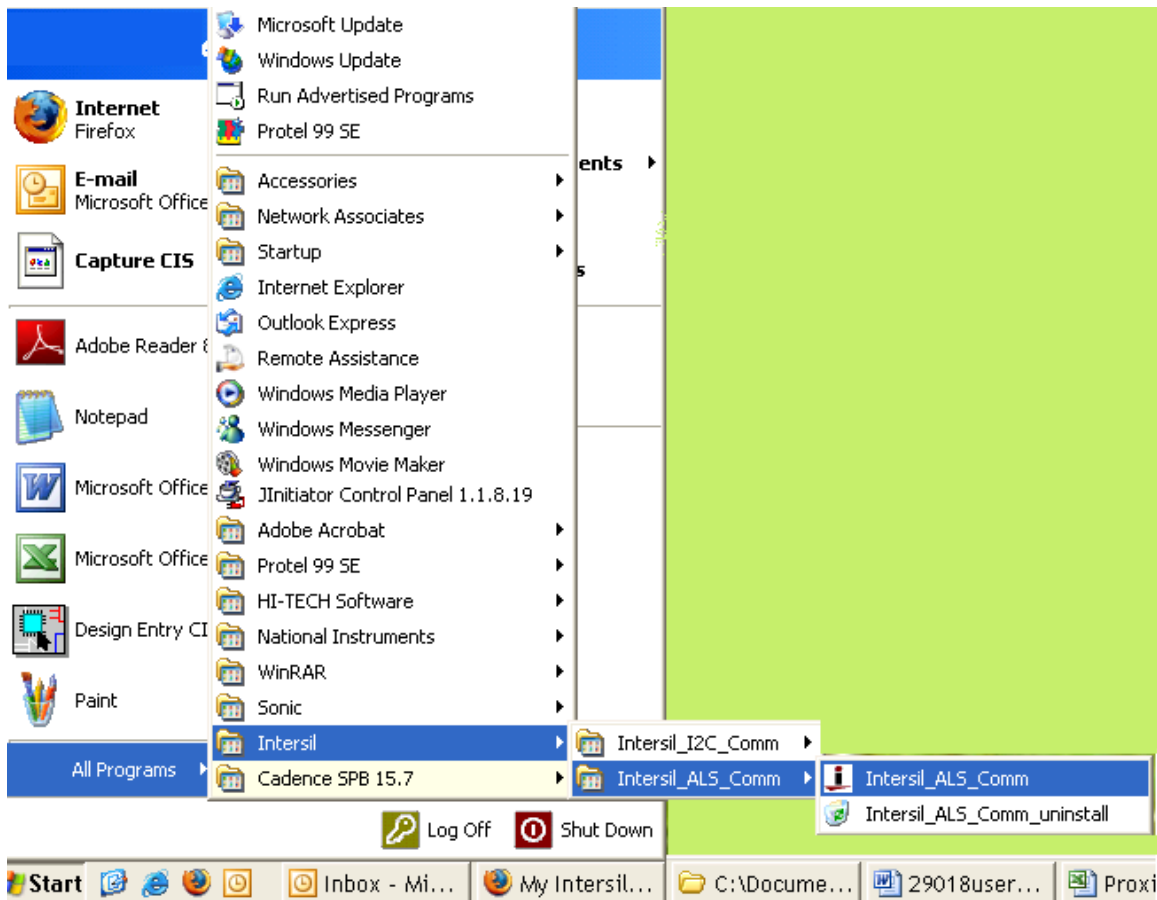 Internet
Firefox
E-mail
Microsoft Office
Capture CIS
Adobe Reader 8
Notepad
Microsoft Office
Microsoft Office
Design Entry CI
Paint
All Programs
Microsoft Update
Windows Update
Run Advertised Programs
Protel 99 SE
Accessories
Network Associates
Startup
Internet Explorer
Outlook Express
Remote Assistance
Windows Media Player
Windows Messenger
Windows Movie Maker
JInitiator Control Panel 1.1.8.19
Adobe Acrobat
Protel 99 SE
HI-TECH Software
National Instruments
WinRAR
Sonic
Intersil
Cadence SPB 15.7
ents
s
Intersil_I2C_Comm
Intersil_ALS_Comm
Intersil_ALS_Comm
Intersil_ALS_Comm_uninstall
Log Off Shut Down
Start Inbox - Mi... My Intersil... C:\Docume... 29018user... Proxi